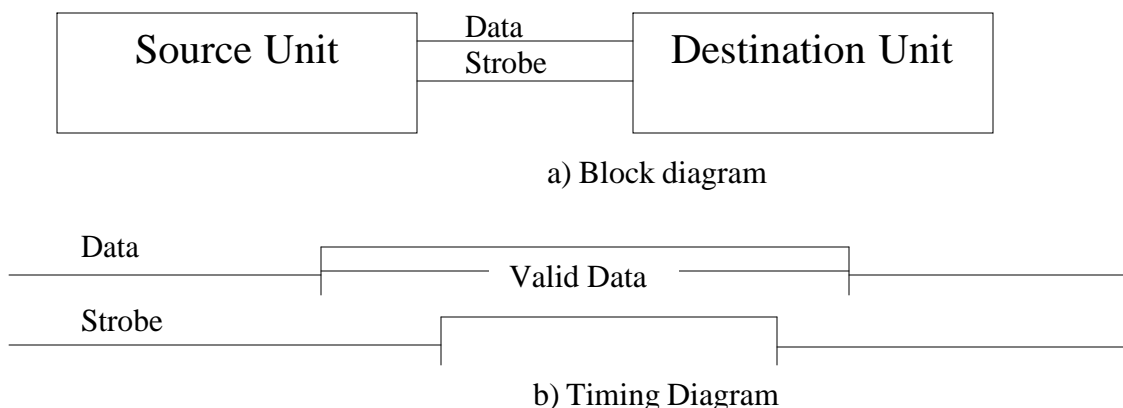 Source Unit
Data
Strobe
Destination Unit
a) Block diagram
Data
Valid Data
Strobe
b) Timing Diagram